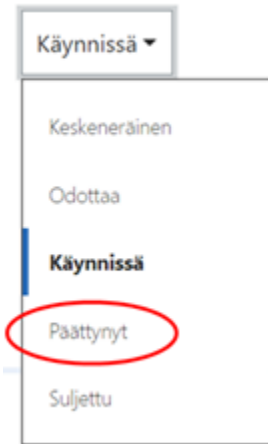 Käynnissä
Keskeneräinen
Odottaa
Käynnissä
Päättynyt
Suljettu